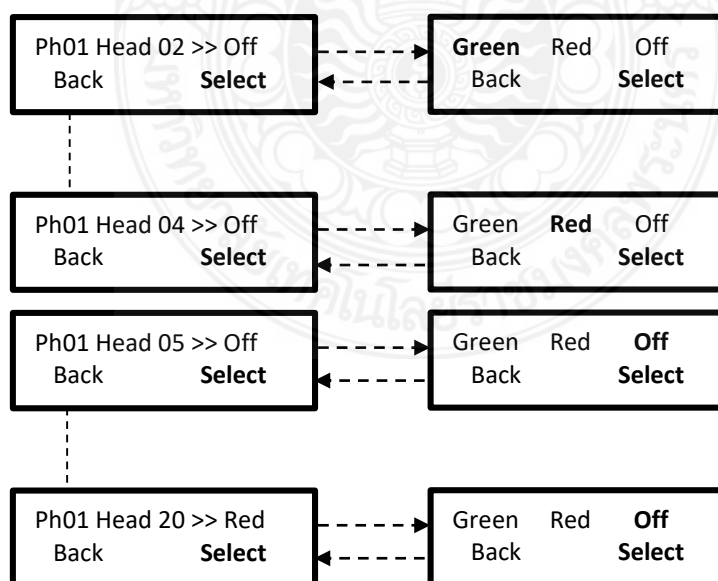 Ph01 Head 02 >> Off
Back Select
Green Red Off
Back Select
Ph01 Head 04 >> Off
Back Select
Green Red Off
Back Select
Ph01 Head 05 >> Off
Back Select
Green Red Off
Back Select
Ph01 Head 20 >> Red
Back Select
Green Red Off
Back Select